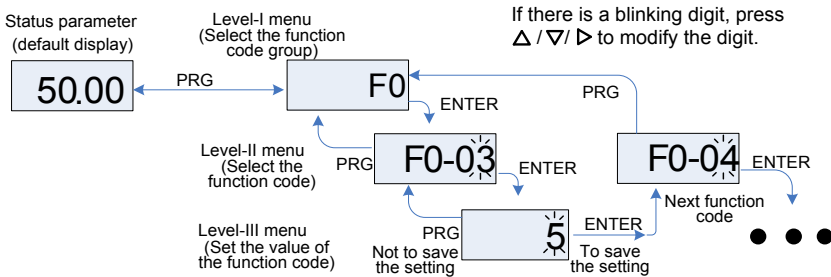 Status parameter
(default display)
Level-I menu
(Select the function
code group)
If there is a blinking digit, press
△ / ▽/ ▷ to modify the digit.
50.00
PRG
F0
ENTER
PRG
Level-II menu
(Select the
function code)
PRG
F0-03
ENTER
F0-04
ENTER
Level-III menu
(Set the value of
the function code)
PRG
Not to save
the setting
5
ENTER
To save
the setting
Next function
code